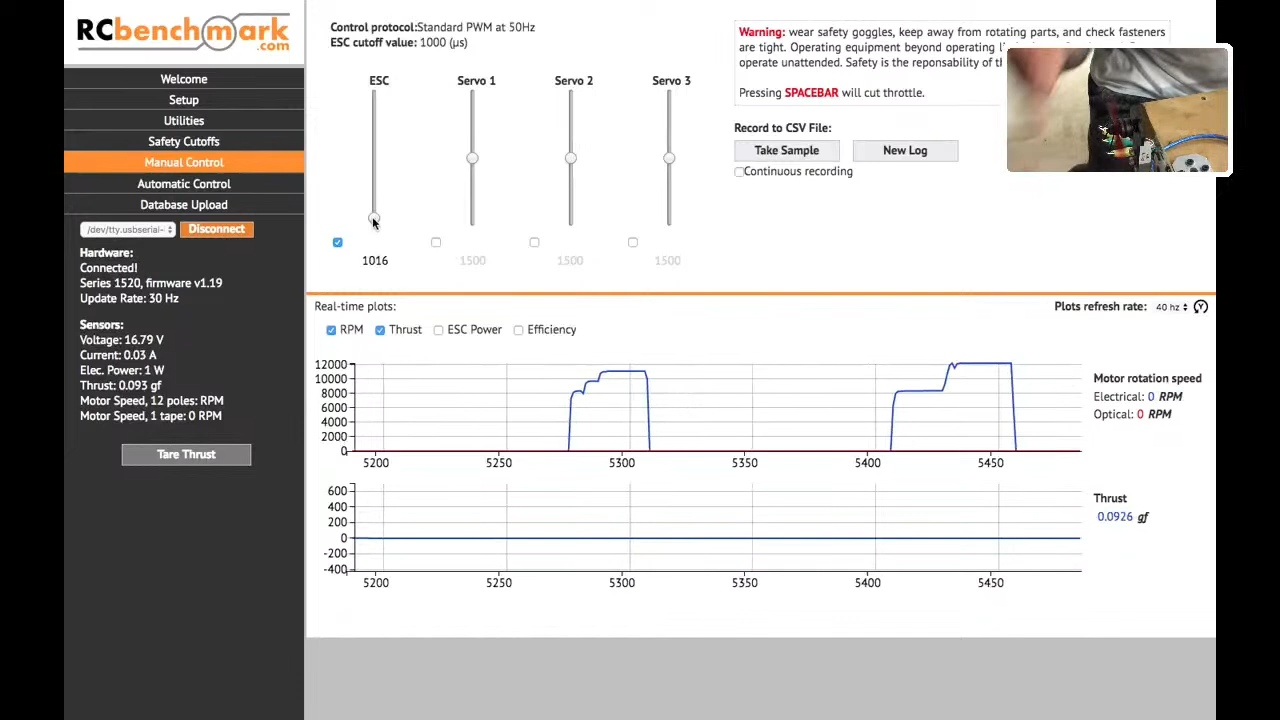 RCbenchmark
.com
Welcome
Setup
Utilities
Safety Cutoffs
Manual Control
Automatic Control
Database Upload
/dev/tty.usbserial-
Disconnect
Hardware:
Connected!
Series 1520, firmware v1.19
Update Rate: 30 Hz
Sensors:
Voltage: 16.79 V
Current: 0.03 A
Elec. Power: 1 W
Thrust: 0.093 gf
Motor Speed, 12 poles: RPM
Motor Speed, 1 tape: 0 RPM
Tare Thrust
Control protocol:Standard PWM at 50Hz
ESC cutoff value: 1000 (µs)
ESC Servo 1 Servo 2 Servo 3
1016 1500 1500 1500
Warning: wear safety goggles, keep away from rotating parts, and check fasteners
are tight. Operating equipment beyond operating
operate unattended. Safety is the reponsability of
Pressing SPACEBAR will cut throttle.
Record to CSV File:
Take Sample New Log
Continuous recording
Real-time plots:
Plots refresh rate: 40 hz
RPM Thrust ESC Power Efficiency
12000
10000
8000
6000
4000
2000
0
5200 5250 5300 5350 5400 5450
Motor rotation speed
Electrical: 0 RPM
Optical: 0 RPM
600
400
200
0
-200
-400
5200 5250 5300 5350 5400 5450
Thrust
0.0926 gf